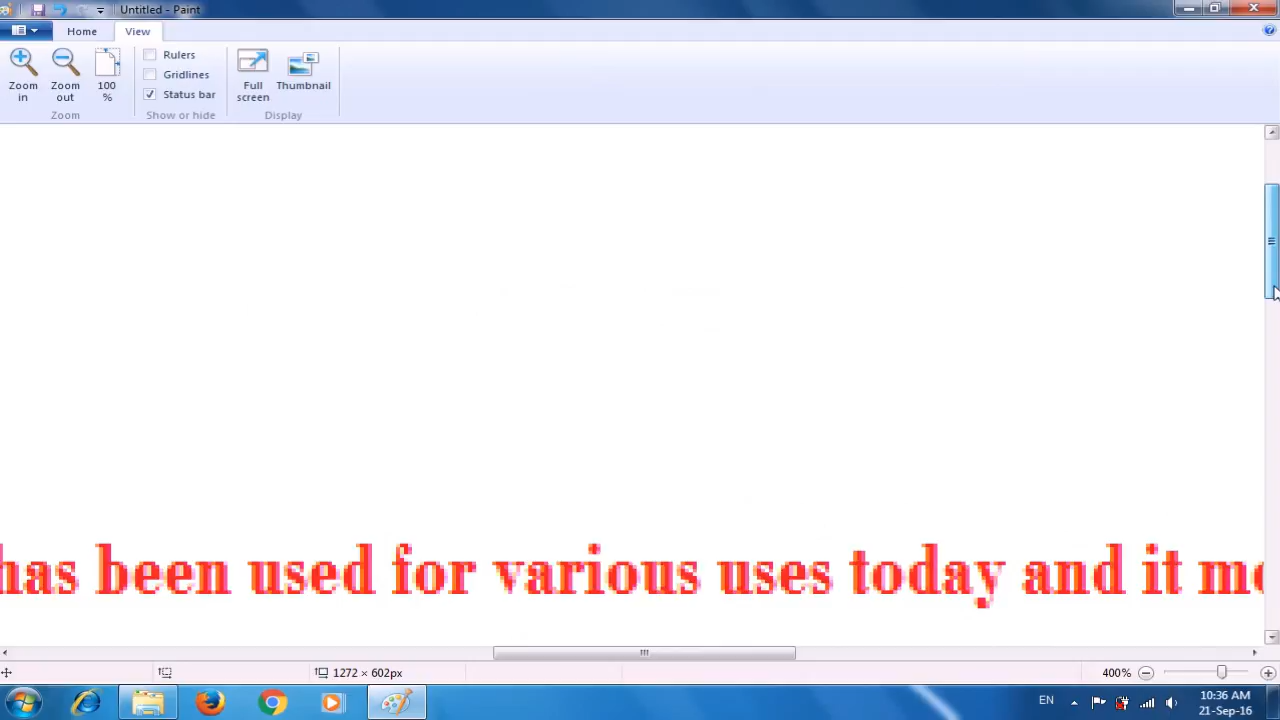 Untitled - Paint
Home View
Zoom in
Zoom out
100 %
Rulers
Gridlines
Status bar
Full screen
Thumbnail
Zoom
Show or hide
Display
has been used for various uses today and it
1272 × 602px
400%
EN
10:36 AM
21-Sep-16